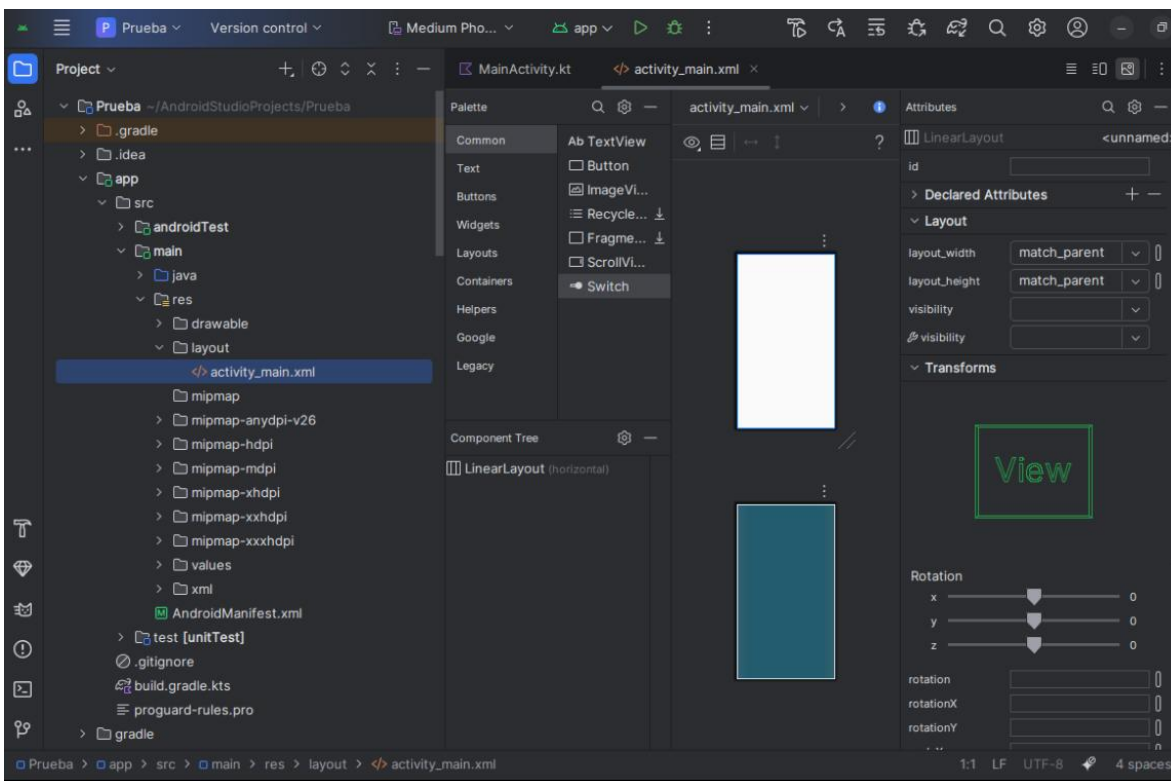 P Prueba Version control Medium Pho... app
Project
MainActivity.kt
activity_main.xml
Prueba ~/AndroidStudioProjects/Prueba
.gradle
.idea
app
src
androidTest
main
java
res
drawable
layout
activity_main.xml
mipmap
mipmap-anydpi-v26
mipmap-hdpi
mipmap-mdpi
mipmap-xhdpi
mipmap-xxhdpi
mipmap-xxxhdpi
values
xml
AndroidManifest.xml
test [unitTest]
.gitignore
build.gradle.kts
proguard-rules.pro
gradle
Palette
Common
Text
Buttons
Widgets
Layouts
Containers
Helpers
Google
Legacy
Ab TextView
Button
ImageVi...
Recycle...
Fragme...
ScrollVi...
Switch
Component Tree
LinearLayout (horizontal)
activity_main.xml
?
Attributes
LinearLayout <unnamed>
id
Declared Attributes
Layout
layout_width match_parent
layout_height match_parent
visibility
visibility
Transforms
View
Rotation
x 0
y 0
z 0
rotation
rotationX
rotationY
Prueba > app > src > main > res > layout > activity_main.xml
1:1 LF UTF-8 4 spaces